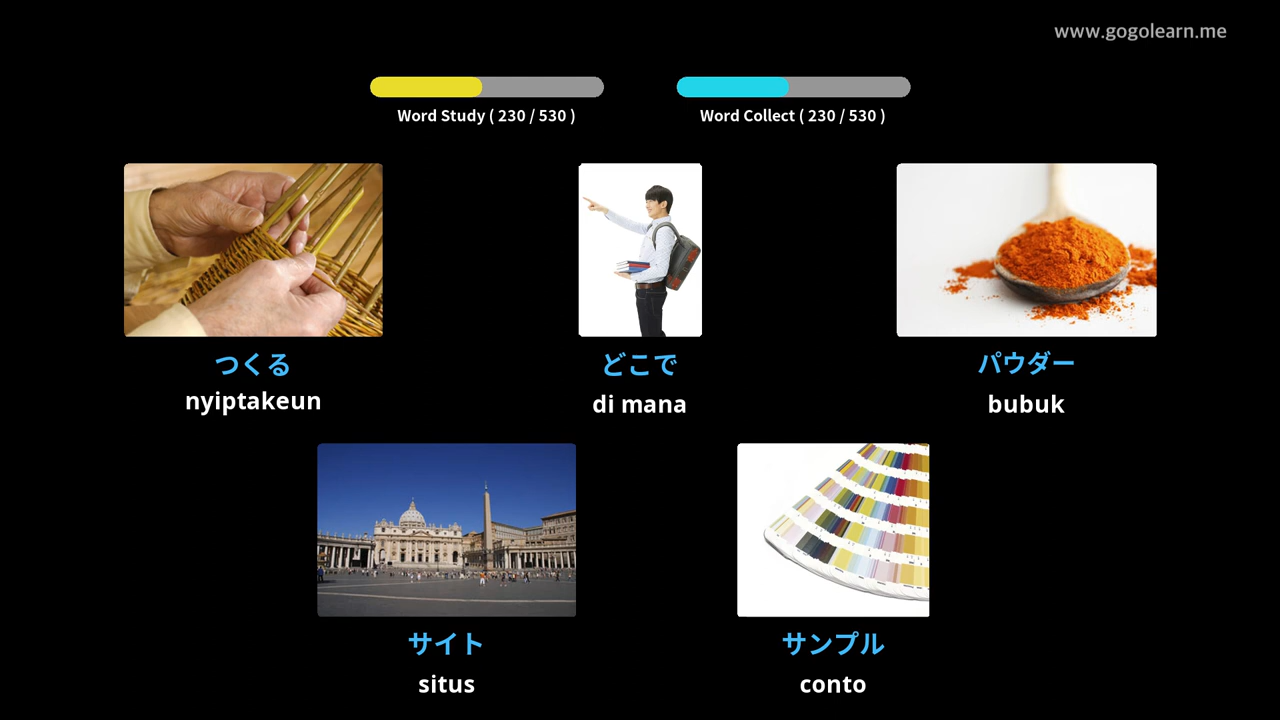 www.gogolearn.me
Word Study ( 230 / 530 )
Word Collect ( 230 / 530 )
つくる
nyiptakeun
どこで
di mana
パウダー
bubuk
サイト
situs
サンプル
conto